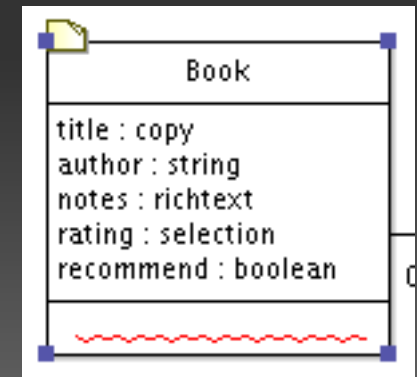 Book
title : copy
author : string
notes : richtext
rating : selection
recommend : boolean